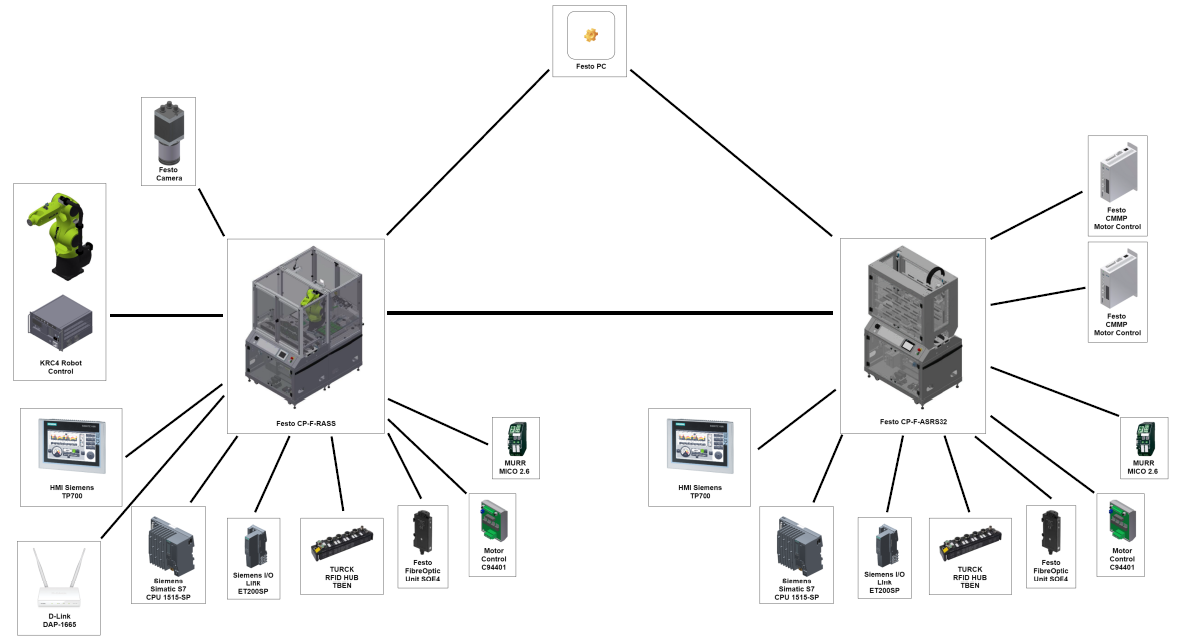 Festo PC
Festo
Camera
Festo
CMMP
Motor Control
Festo
CMMP
Motor Control
KRC4 Robot
Control
Festo CP-F-RASS
Festo CP-F-ASRS32
HMI Siemens
TP700
MURR
MICO 2.6
HMI Siemens
TP700
MURR
MICO 2.6
D-Link
DAP-1665
Siemens
Simatic S7
CPU 1515-SP
Siemens I/O
Link
ET200SP
TURCK
RFID HUB
TBEN
Festo
FibreOptic
Unit SOE4
Motor
Control
C94401
Siemens
Simatic S7
CPU 1515-SP
Siemens I/O
Link
ET200SP
TURCK
RFID HUB
TBEN
Festo
FibreOptic
Unit SOE4
Motor
Control
C94401